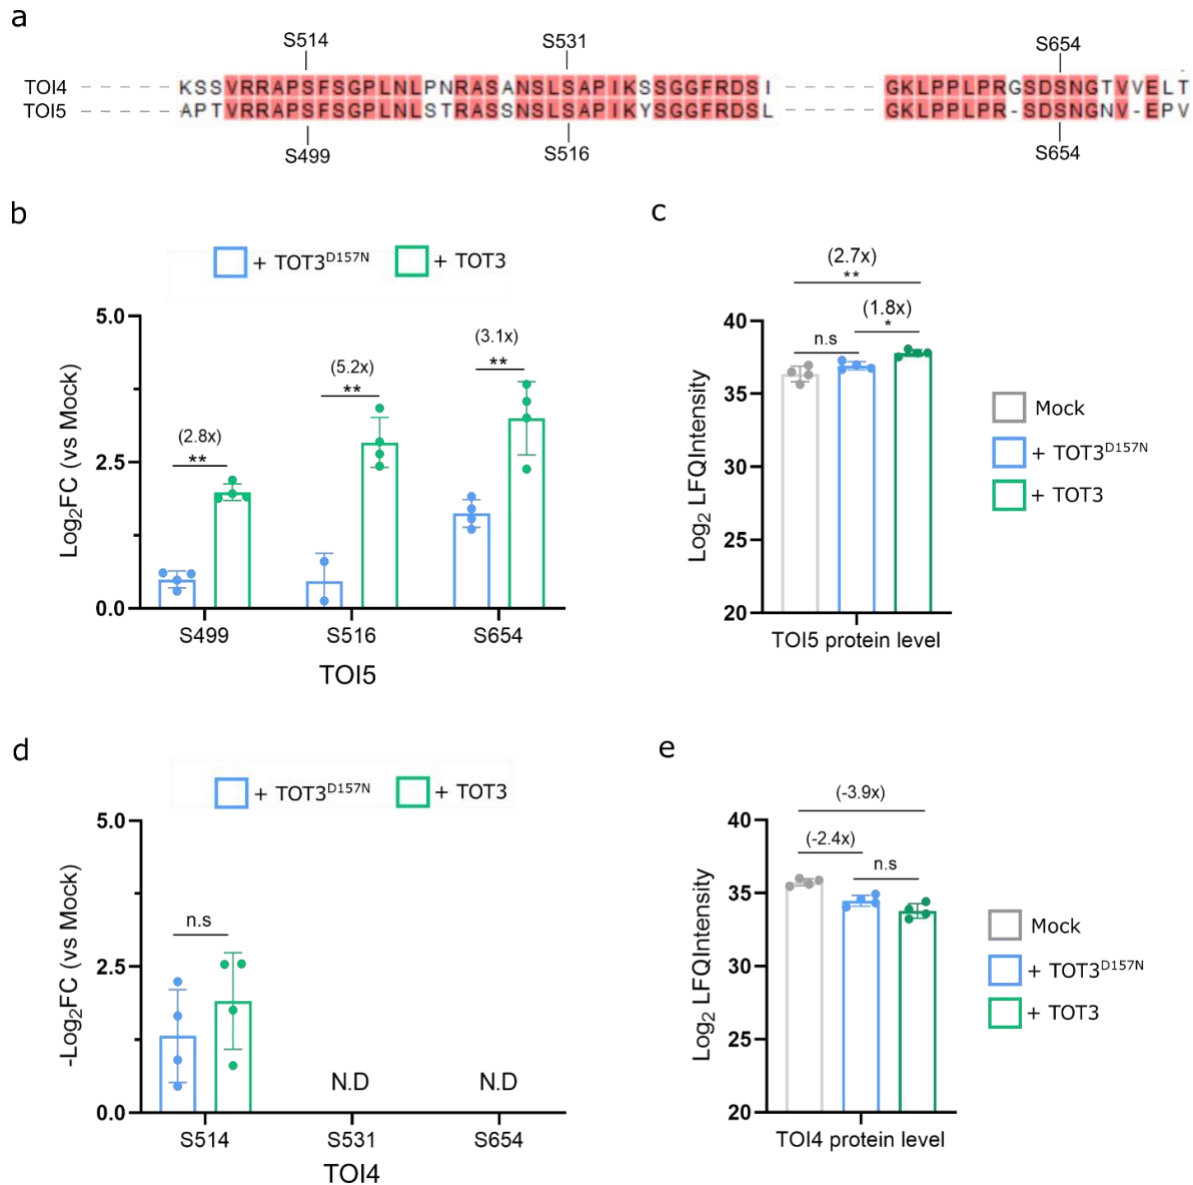 a
S514 S531 S654
TOI4 KSSVRRAPSFSGPLNLPNRASANSLSAPIKSSGGFRDSI GKLPPLPRGSDSNGTVVELT
TOI5 APTVRRAPSFSGPLNLSTRASSNSLSAPIKYSGGFRDSL GKLPPLPR-SDSNGNV-EPV
S499 S516 S654
b
+ TOT3D157N + TOT3
Log2FC (vs Mock)
5.0
2.5
0.0
(2.8x)
**
(5.2x)
**
(3.1x)
**
S499 S516 S654
TOI5
c
(2.7x)
**
(1.8x)
*
n.s
Log2 LFQIntensity
40
35
30
25
20
TOI5 protein level
Mock
+ TOT3D157N
+ TOT3
d
+ TOT3D157N + TOT3
-Log2FC (vs Mock)
5.0
2.5
0.0
n.s
N.D N.D
S514 S531 S654
TOI4
e
(-3.9x)
(-2.4x)
n.s
Log2 LFQIntensity
40
35
30
25
20
TOI4 protein level
Mock
+ TOT3D157N
+ TOT3